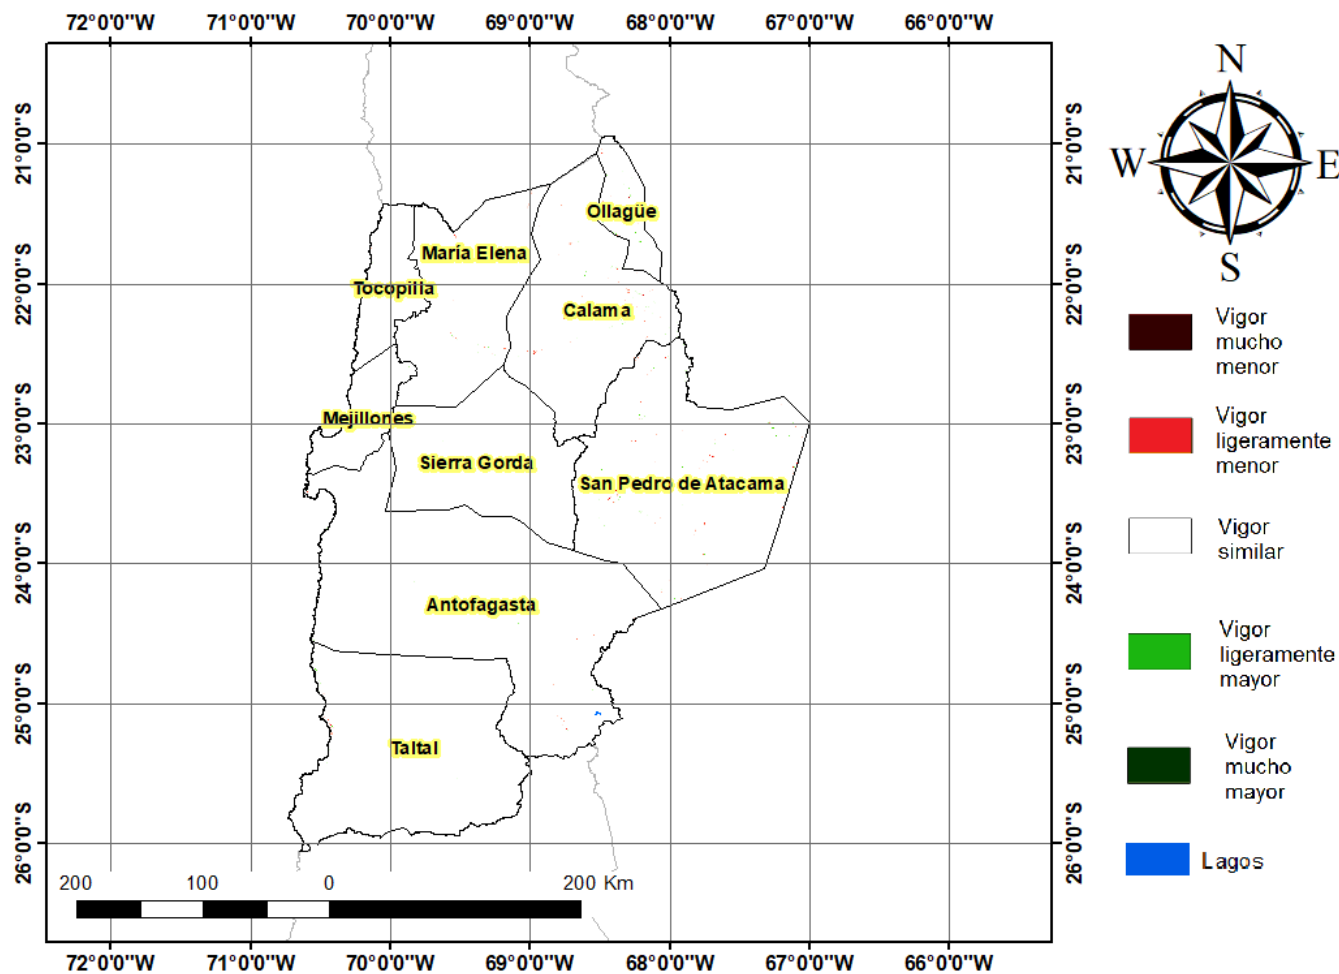 72°0'0"W 71°0'0"W 70°0'0"W 69°0'0"W 68°0'0"W 67°0'0"W 66°0'0"W
N
W E
S
21°0'0"S 21°0'0"S
22°0'0"S 22°0'0"S
23°0'0"S 23°0'0"S
24°0'0"S 24°0'0"S
25°0'0"S 25°0'0"S
26°0'0"S 26°0'0"S
Ollagüe
María Elena
Tocopilla
Calama
Mejillones
Sierra Gorda
San Pedro de Atacama
Antofagasta
Taltal
Vigor
mucho
menor
Vigor
ligeramente
menor
Vigor
similar
Vigor
ligeramente
mayor
Vigor
mucho
mayor
Lagos
200 100 0 200 Km
72°0'0"W 71°0'0"W 70°0'0"W 69°0'0"W 68°0'0"W 67°0'0"W 66°0'0"W